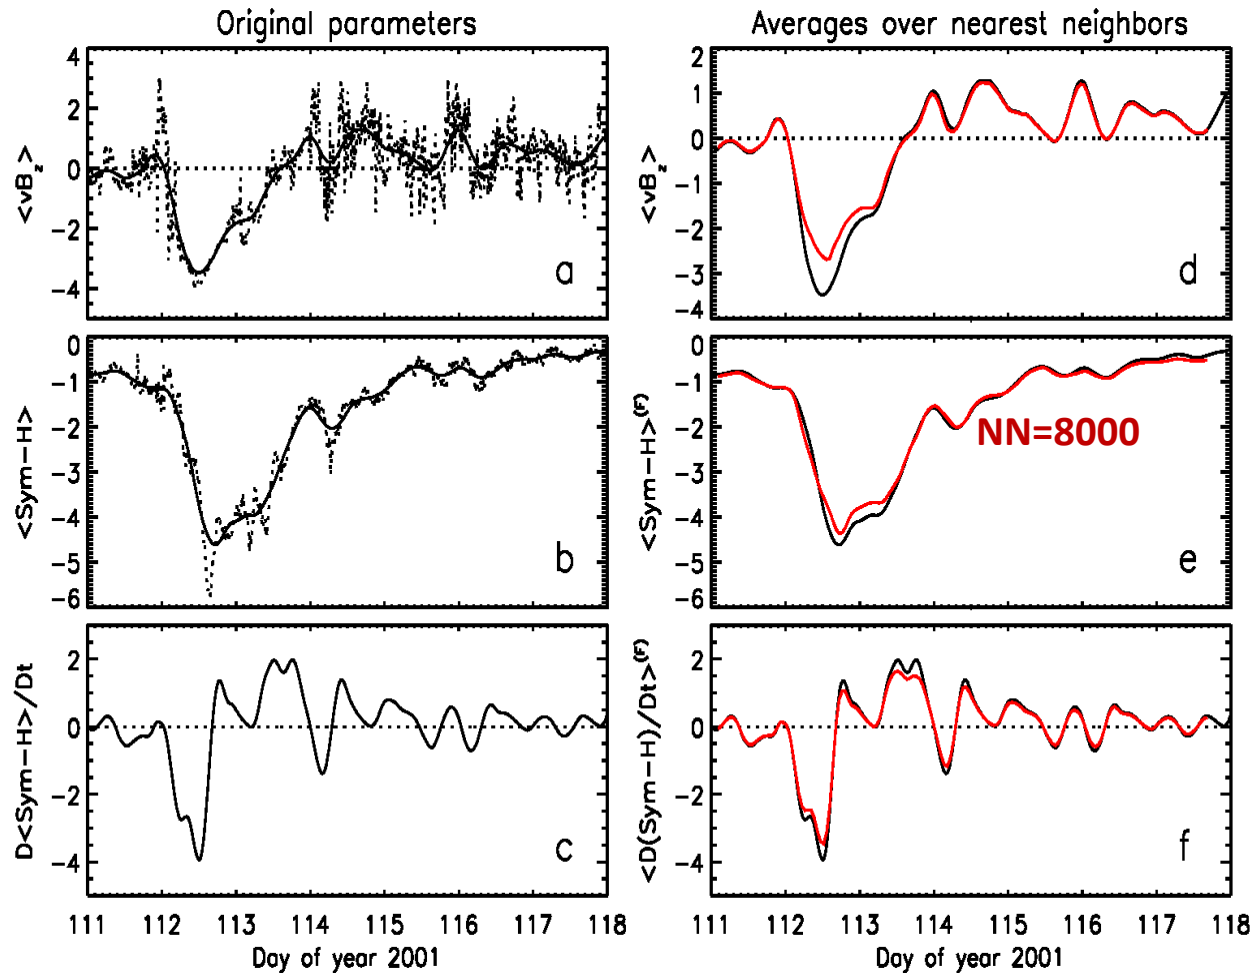 Original parameters
Averages over nearest neighbors
<vB_z>
4
2
0
−2
−4
a
<vB_z>
2
1
0
−1
−2
−3
−4
d
<Sym−H>
0
−1
−2
−3
−4
−5
−6
b
<Sym−H>^(F)
0
−1
−2
−3
−4
−5
−6
NN=8000
e
D<Sym−H>/Dt
2
0
−2
−4
c
<D(Sym−H)/Dt>^(F)
2
0
−2
−4
f
111 112 113 114 115 116 117 118
Day of year 2001
111 112 113 114 115 116 117 118
Day of year 2001